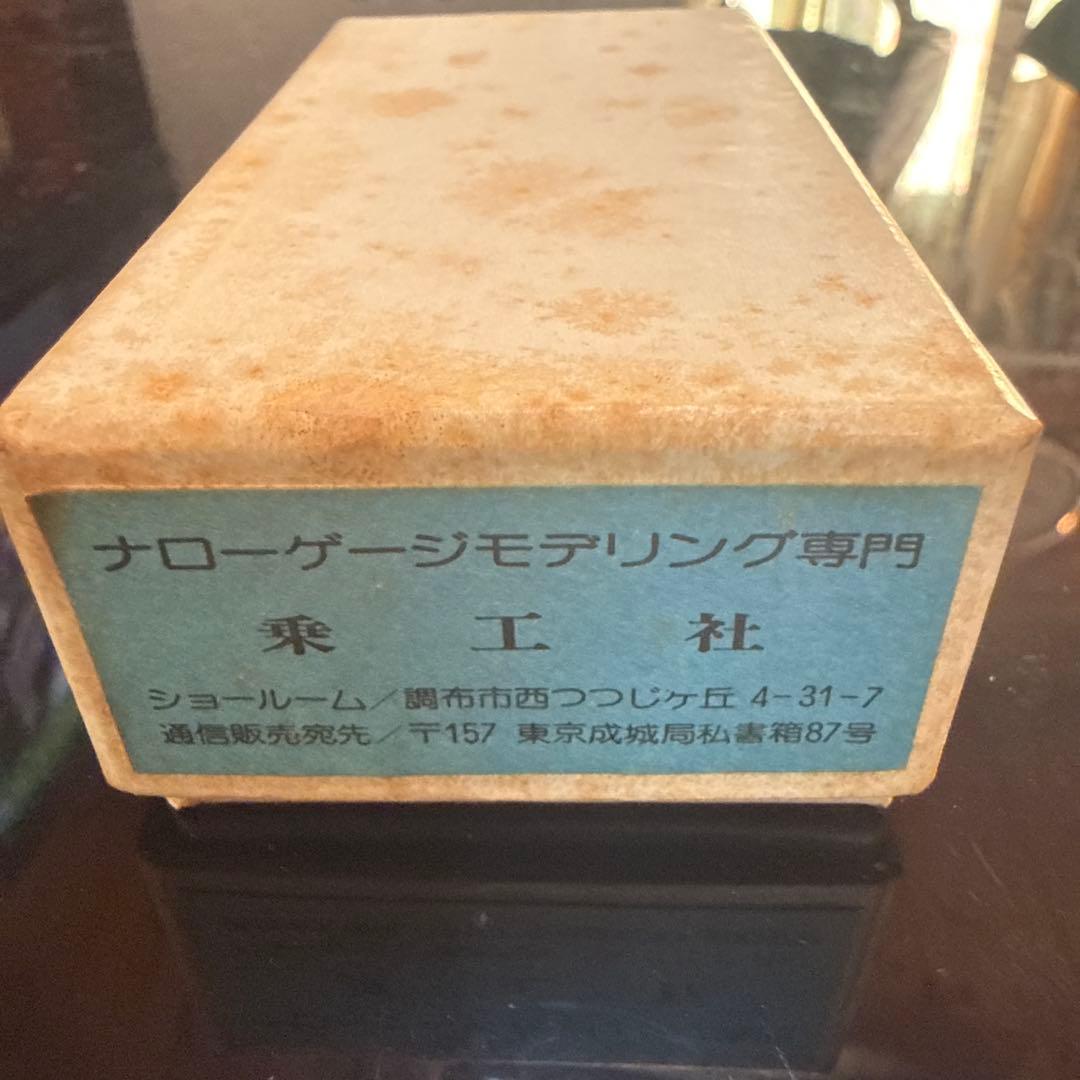 ナローゲージモデリング専門
乗工社
ショールーム/調布市西つつじケ丘 4-31-7
通信販売宛先/〒157 東京成城局私書箱87号